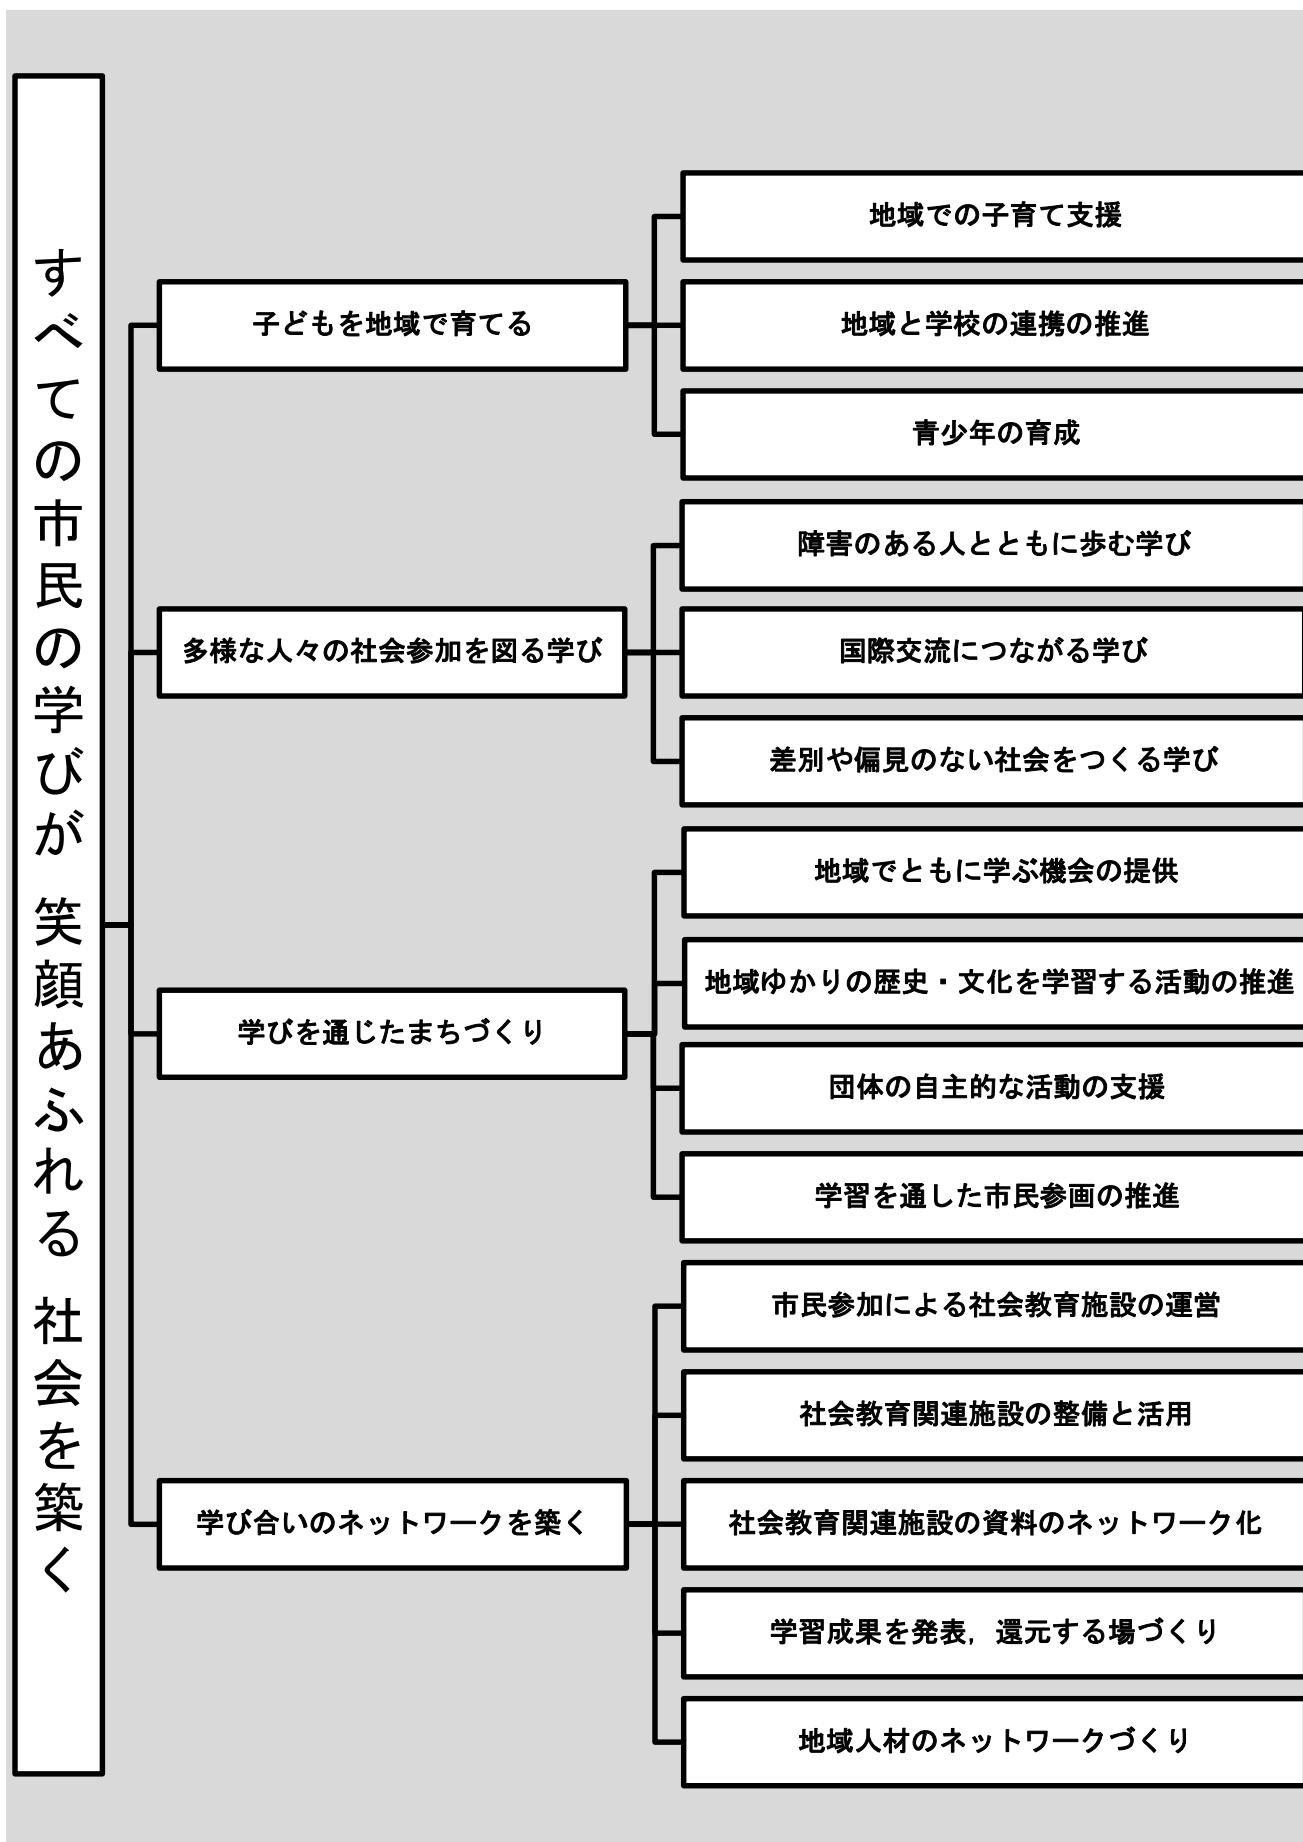 すべての市民の学びが 笑顔あふれる 社会を築く
子どもを地域で育てる
地域での子育て支援
地域と学校の連携の推進
青少年の育成
多様な人々の社会参加を図る学び
障害のある人とともに歩む学び
国際交流につながる学び
差別や偏見のない社会をつくる学び
学びを通じたまちづくり
地域でともに学ぶ機会の提供
地域ゆかりの歴史・文化を学習する活動の推進
団体の自主的な活動の支援
学習を通した市民参画の推進
学び合いのネットワークを築く
市民参加による社会教育施設の運営
社会教育関連施設の整備と活用
社会教育関連施設の資料のネットワーク化
学習成果を発表，還元する場づくり
地域人材のネットワークづくり